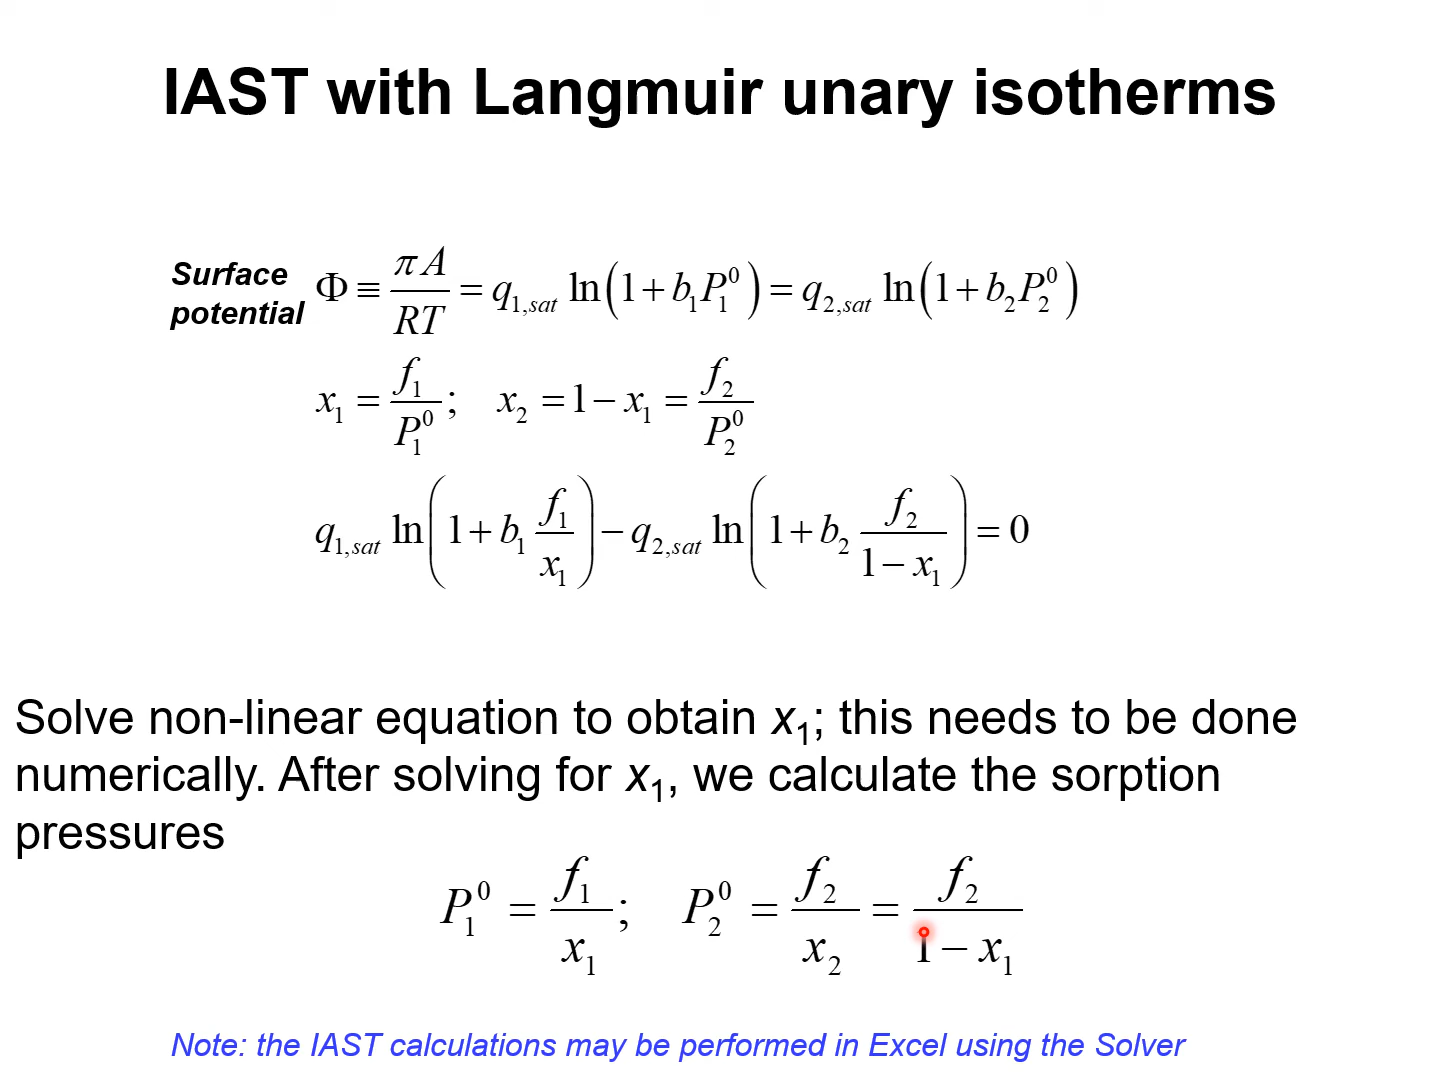 IAST with Langmuir unary isotherms
Surface potential Φ ≡ πA/RT = q₁,sat ln(1 + b₁P₁⁰) = q₂,sat ln(1 + b₂P₂⁰)
x₁ = f₁/P₁⁰; x₂ = 1 − x₁ = f₂/P₂⁰
q₁,sat ln(1 + b₁ f₁/x₁) − q₂,sat ln(1 + b₂ f₂/(1 − x₁)) = 0
Solve non-linear equation to obtain x₁; this needs to be done
numerically. After solving for x₁, we calculate the sorption
pressures
P₁⁰ = f₁/x₁; P₂⁰ = f₂/x₂ = f₂/(1 − x₁)
Note: the IAST calculations may be performed in Excel using the Solver